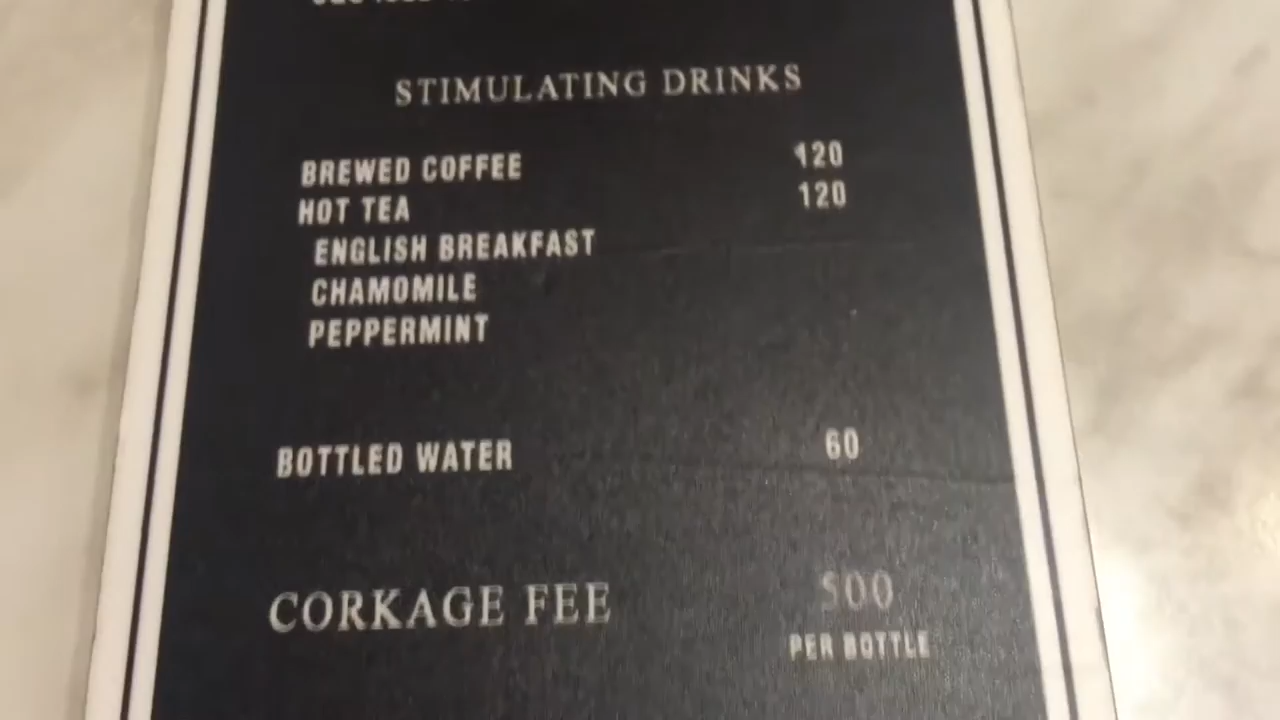 STIMULATING DRINKS
BREWED COFFEE 120
HOT TEA 120
ENGLISH BREAKFAST
CHAMOMILE
PEPPERMINT
BOTTLED WATER 60
CORKAGE FEE 500
PER BOTTLE